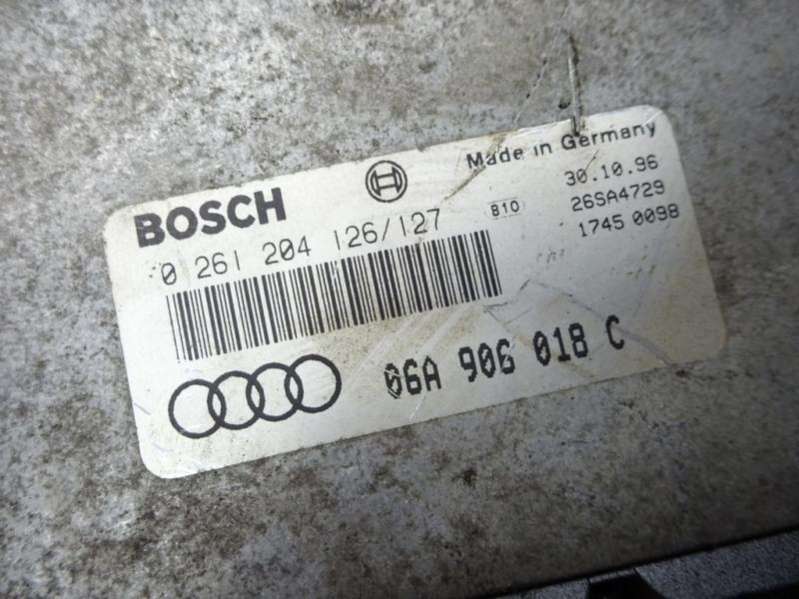 BOSCH
Made in Germany
0 261 204 126/127
B10
30.10.96
26SA4729
1745 0098
06A 906 018 C